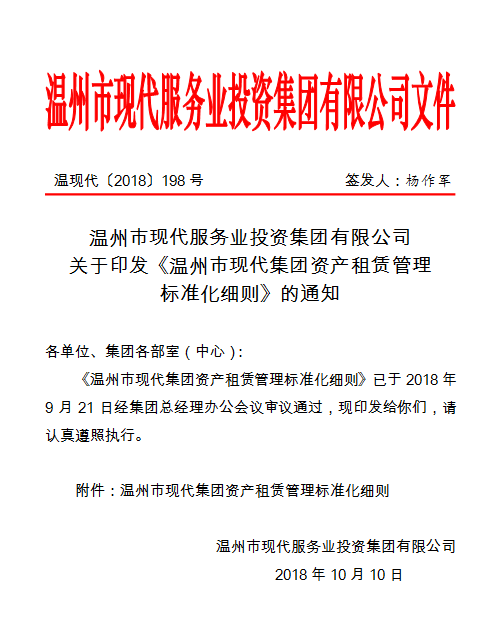 温州市现代服务业投资集团有限公司文件
温现代〔2018〕198号 签发人：杨作军
温州市现代服务业投资集团有限公司
关于印发《温州市现代集团资产租赁管理
标准化细则》的通知
各单位、集团各部室（中心）：
《温州市现代集团资产租赁管理标准化细则》已于 2018 年
9 月 21 日经集团总经理办公会议审议通过，现印发给你们，请
认真遵照执行。
附件：温州市现代集团资产租赁管理标准化细则
温州市现代服务业投资集团有限公司
2018 年 10 月 10 日